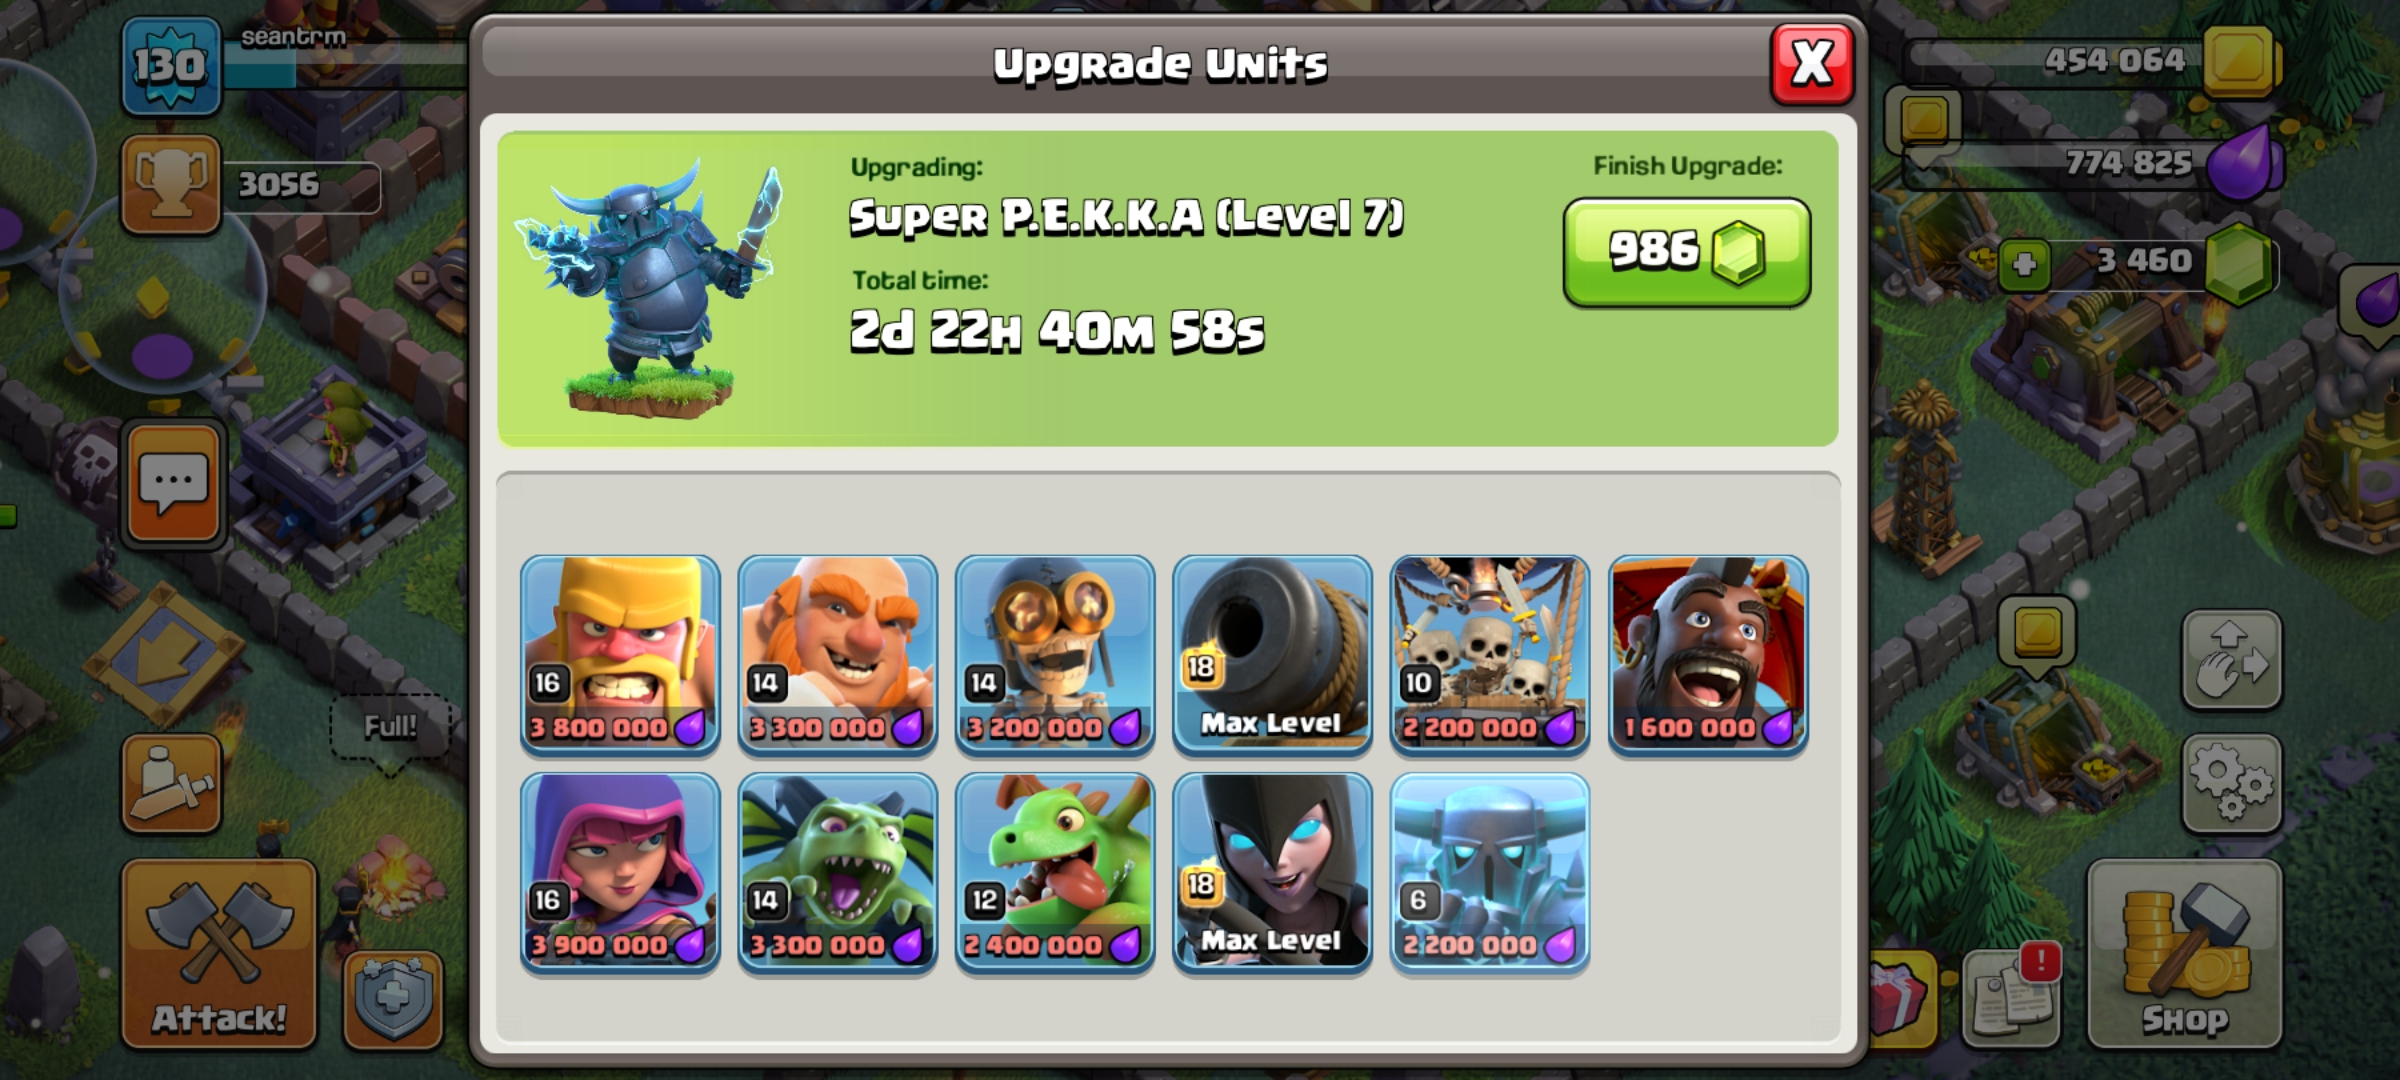 130
seantrm
3056
Upgrade Units
X
454 064
774 825
3 460
Upgrading:
Super P.E.K.K.A (Level 7)
Total time:
2d 22H 40M 58s
Finish Upgrade:
986
16
3 800 000
14
3 300 000
14
3 200 000
18
Max Level
10
2 200 000
1 600 000
16
3 900 000
14
3 300 000
12
2 400 000
18
Max Level
6
2 200 000
Full!
Attack!
!
Shop